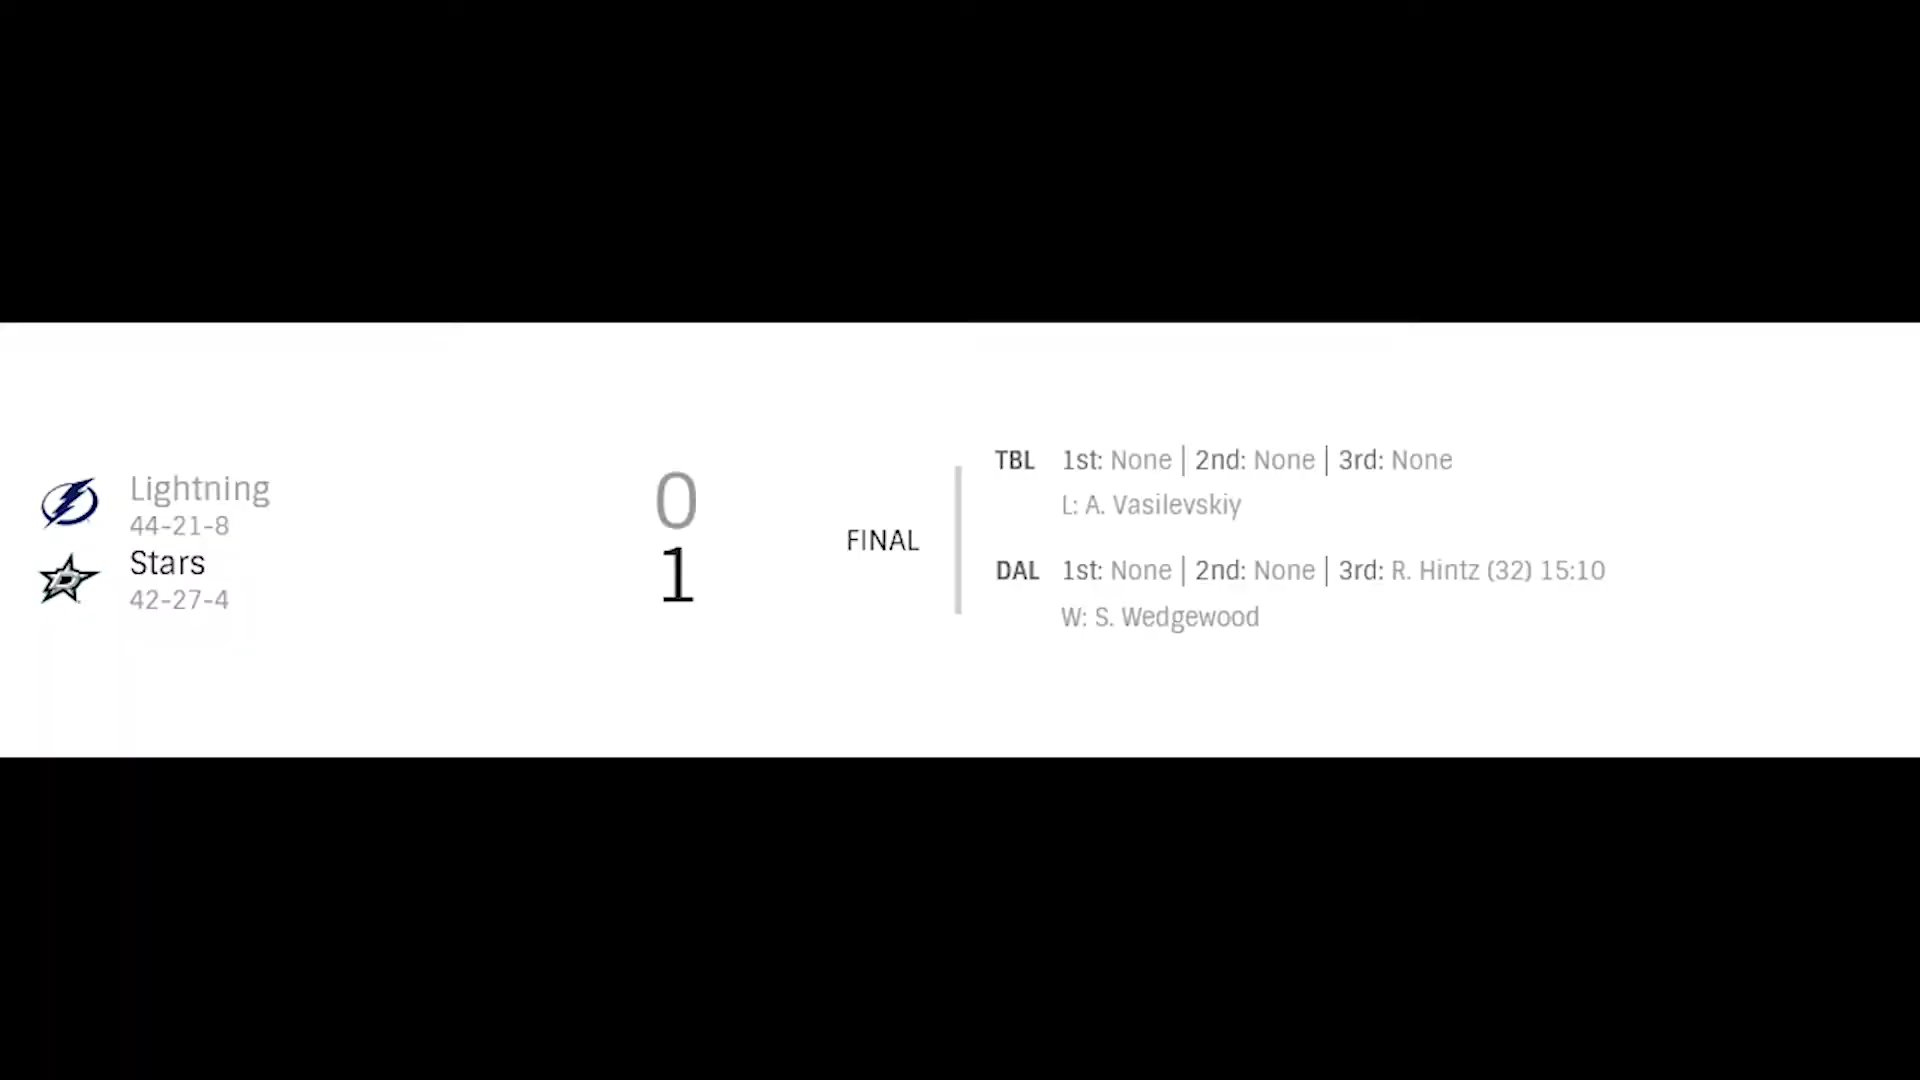 Lightning
44-21-8
0
Stars
42-27-4
1
FINAL
TBL 1st: None | 2nd: None | 3rd: None
L: A. Vasilevskiy
DAL 1st: None | 2nd: None | 3rd: R. Hintz (32) 15:10
W: S. Wedgewood